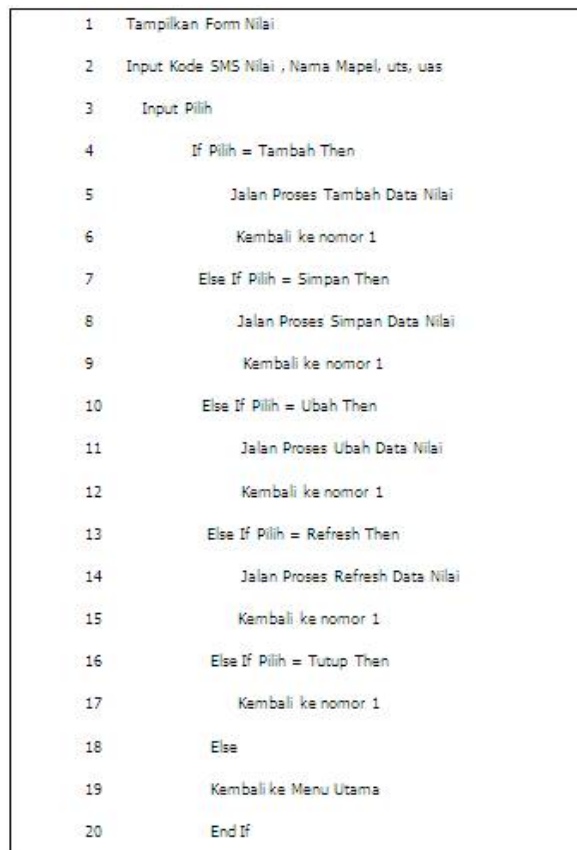 1 Tampilkan Form Nilai
2 Input Kode SMS Nilai , Nama Mapel, uts, uas
3 Input Pilih
4 If Pilih = Tambah Then
5 Jalan Proses Tambah Data Nilai
6 Kembali ke nomor 1
7 Else If Pilih = Simpan Then
8 Jalan Proses Simpan Data Nilai
9 Kembali ke nomor 1
10 Else If Pilih = Ubah Then
11 Jalan Proses Ubah Data Nilai
12 Kembali ke nomor 1
13 Else If Pilih = Refresh Then
14 Jalan Proses Refresh Data Nilai
15 Kembali ke nomor 1
16 Else If Pilih = Tutup Then
17 Kembali ke nomor 1
18 Else
19 Kembali ke Menu Utama
20 End If